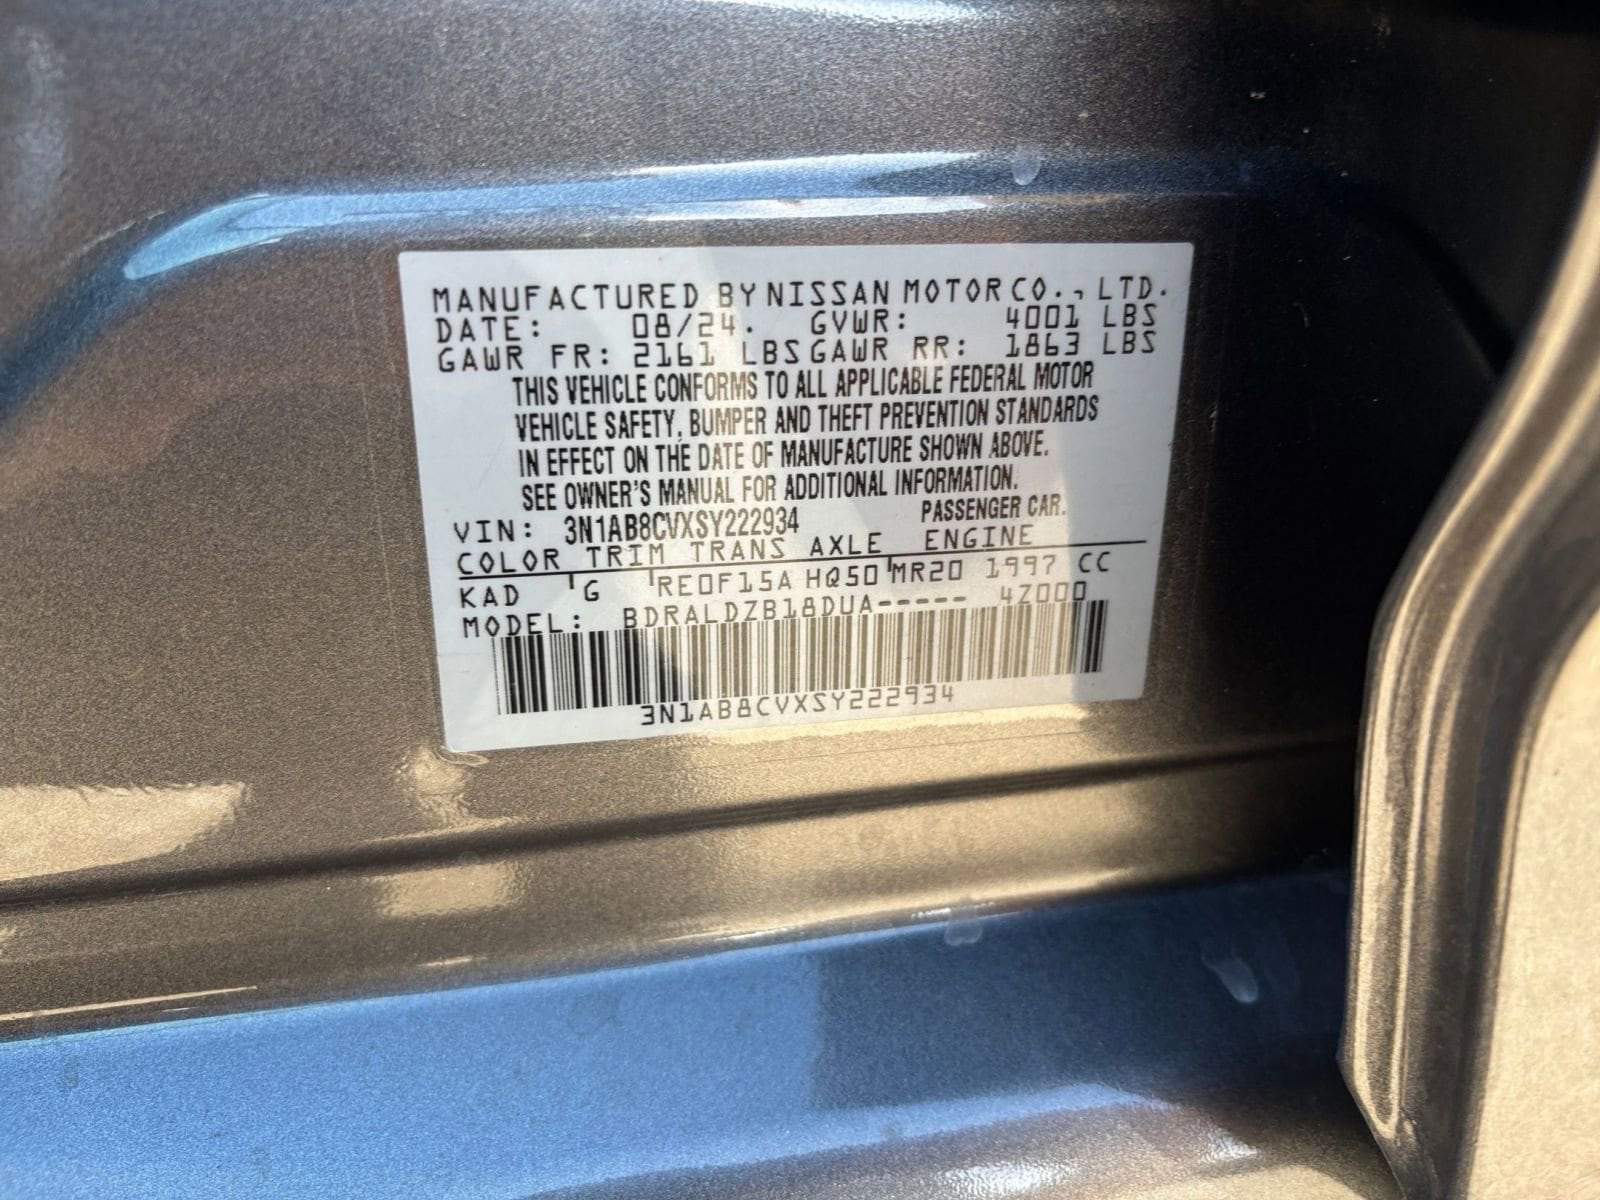 MANUFACTURED BY NISSAN MOTOR CO., LTD.
DATE: 08/24. GVWR: 4001 LBS
GAWR FR: 2161 LBS GAWR RR: 1863 LBS
THIS VEHICLE CONFORMS TO ALL APPLICABLE FEDERAL MOTOR
VEHICLE SAFETY, BUMPER AND THEFT PREVENTION STANDARDS
IN EFFECT ON THE DATE OF MANUFACTURE SHOWN ABOVE.
SEE OWNER'S MANUAL FOR ADDITIONAL INFORMATION.
VIN: 3N1AB8CVXSY222934 PASSENGER CAR.
COLOR TRIM TRANS AXLE ENGINE
KAD G RE0F15A HQ50 MR20 1997 CC
MODEL: BDRALDZB18DUA----- 4Z000
3N1AB8CVXSY222934